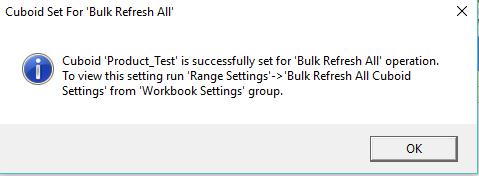 Cuboid Set For 'Bulk Refresh All'
Cuboid 'Product_Test' is successfully set for 'Bulk Refresh All' operation.
To view this setting run 'Range Settings'->'Bulk Refresh All Cuboid
Settings' from 'Workbook Settings' group.
OK